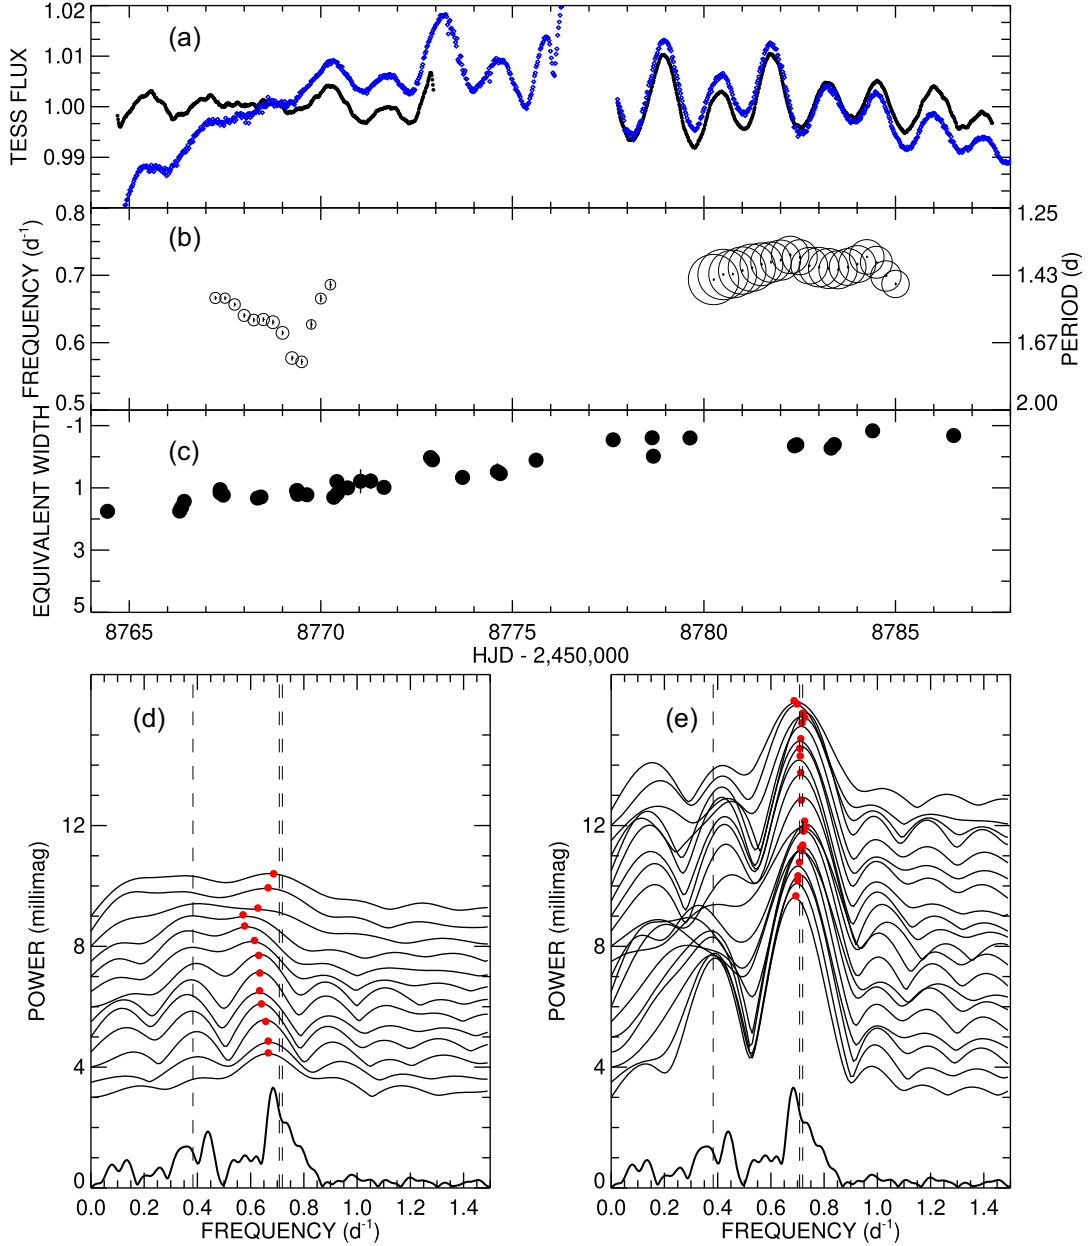 1.02
(a)
1.01
1.00
0.99
TESS FLUX
0.8
(b)
0.7
0.6
0.5
FREQUENCY (d-1)
1.25
1.43
1.67
2.00
PERIOD (d)
-1
(c)
1
3
5
EQUIVALENT WIDTH
8765 8770 8775 8780 8785
HJD - 2,450,000
(d)
12
8
4
0
POWER (millimag)
0.0 0.2 0.4 0.6 0.8 1.0 1.2 1.4
FREQUENCY (d-1)
(e)
12
8
4
0
POWER (millimag)
0.0 0.2 0.4 0.6 0.8 1.0 1.2 1.4
FREQUENCY (d-1)